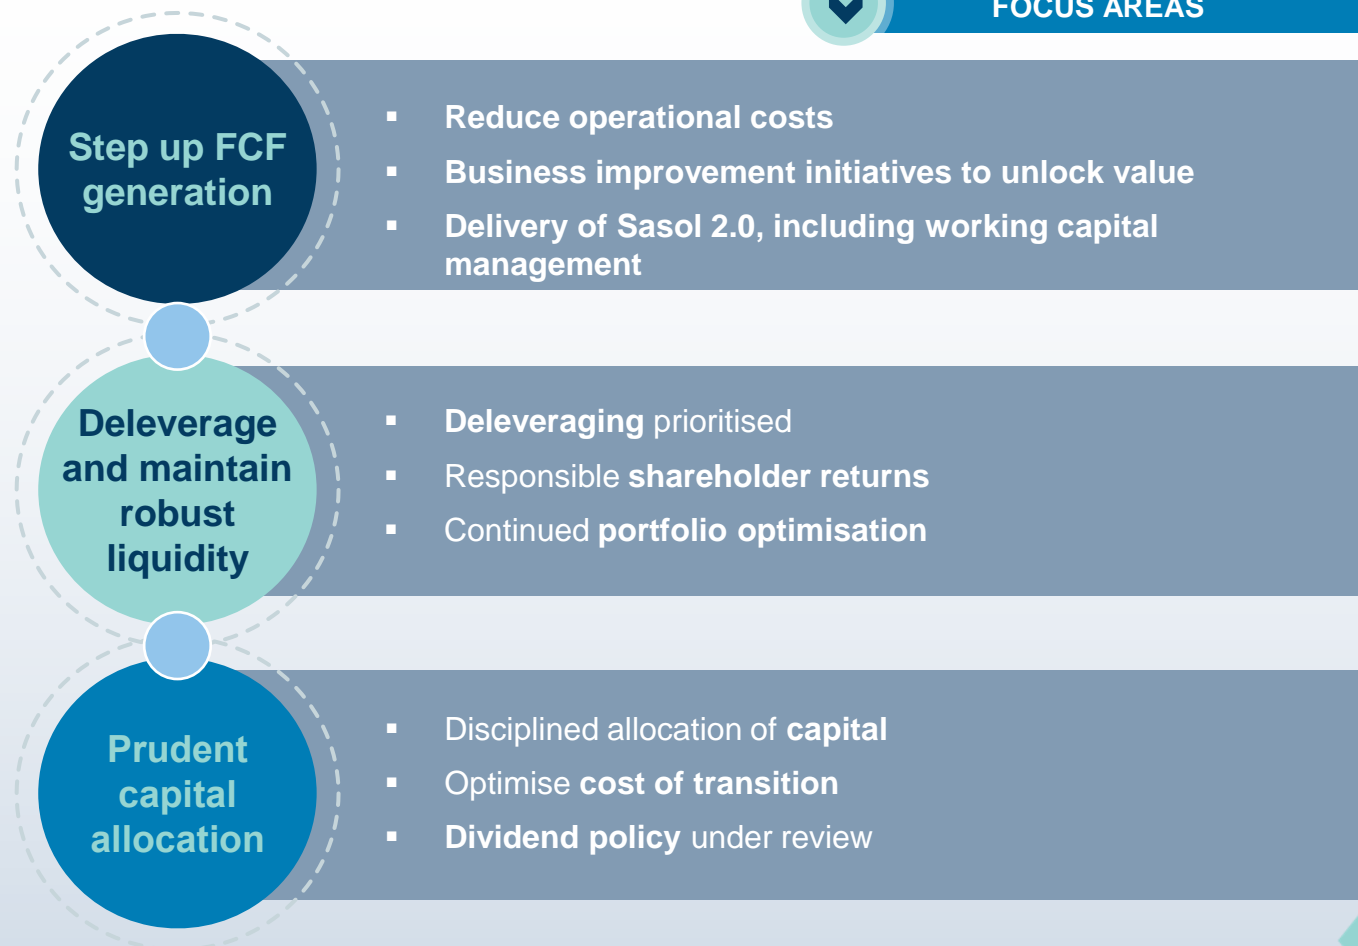 FOCUS AREAS
Step up FCF
generation
▪ Reduce operational costs
▪ Business improvement initiatives to unlock value
▪ Delivery of Sasol 2.0, including working capital
management
Deleverage
and maintain
robust
liquidity
▪ Deleveraging prioritised
▪ Responsible shareholder returns
▪ Continued portfolio optimisation
Prudent
capital
allocation
▪ Disciplined allocation of capital
▪ Optimise cost of transition
▪ Dividend policy under review